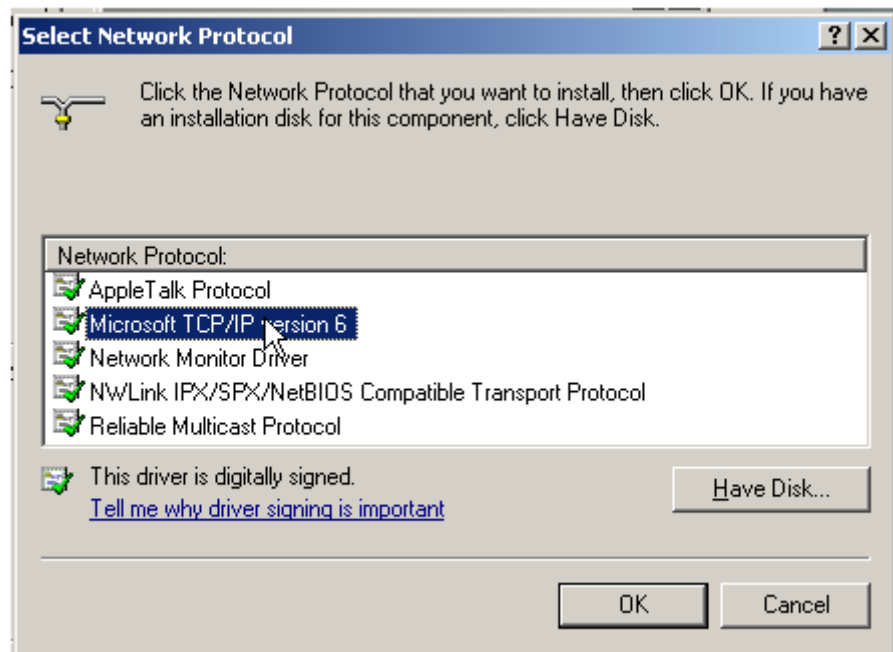 Select Network Protocol
Click the Network Protocol that you want to install, then click OK. If you have
an installation disk for this component, click Have Disk.
Network Protocol:
AppleTalk Protocol
Microsoft TCP/IP version 6
Network Monitor Driver
NWLink IPX/SPX/NetBIOS Compatible Transport Protocol
Reliable Multicast Protocol
This driver is digitally signed.
Tell me why driver signing is important
Have Disk...
OK
Cancel